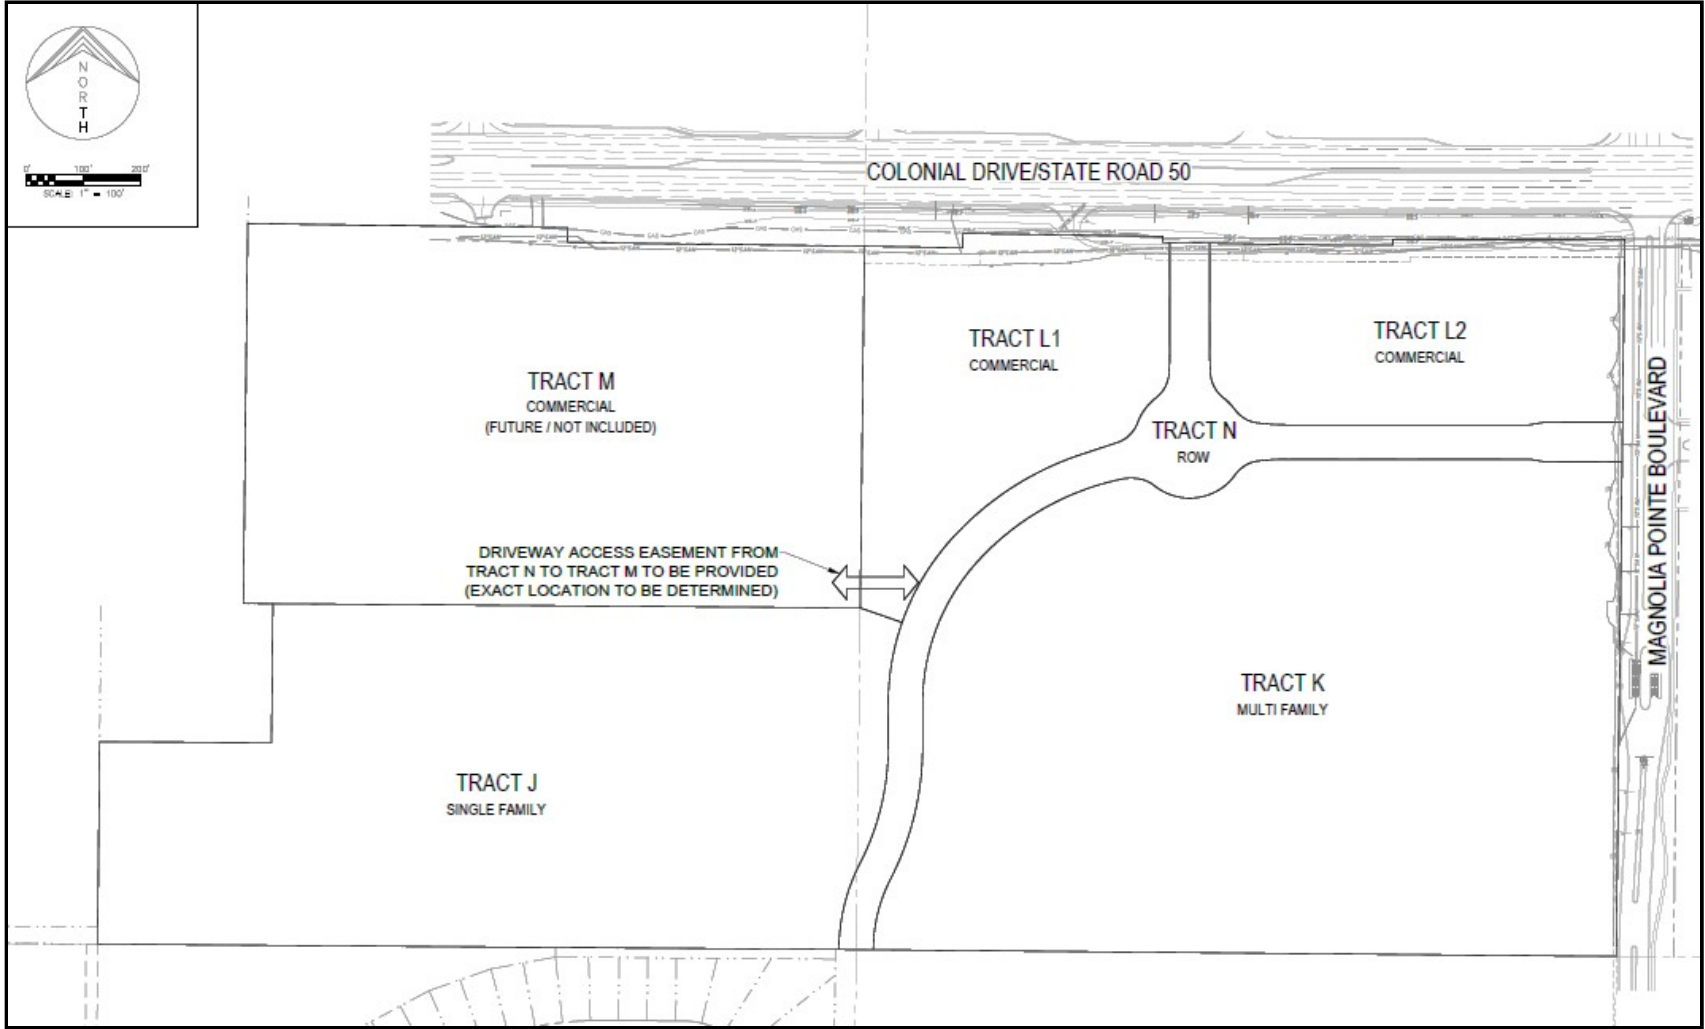 NORTH
0' 100' 200'
SCALE: 1" = 100'
COLONIAL DRIVE/STATE ROAD 50
TRACT L1
COMMERCIAL
TRACT L2
COMMERCIAL
TRACT M
COMMERCIAL
(FUTURE / NOT INCLUDED)
TRACT N
ROW
MAGNOLIA POINTE BOULEVARD
DRIVEWAY ACCESS EASEMENT FROM
TRACT N TO TRACT M TO BE PROVIDED
(EXACT LOCATION TO BE DETERMINED)
TRACT K
MULTI FAMILY
TRACT J
SINGLE FAMILY